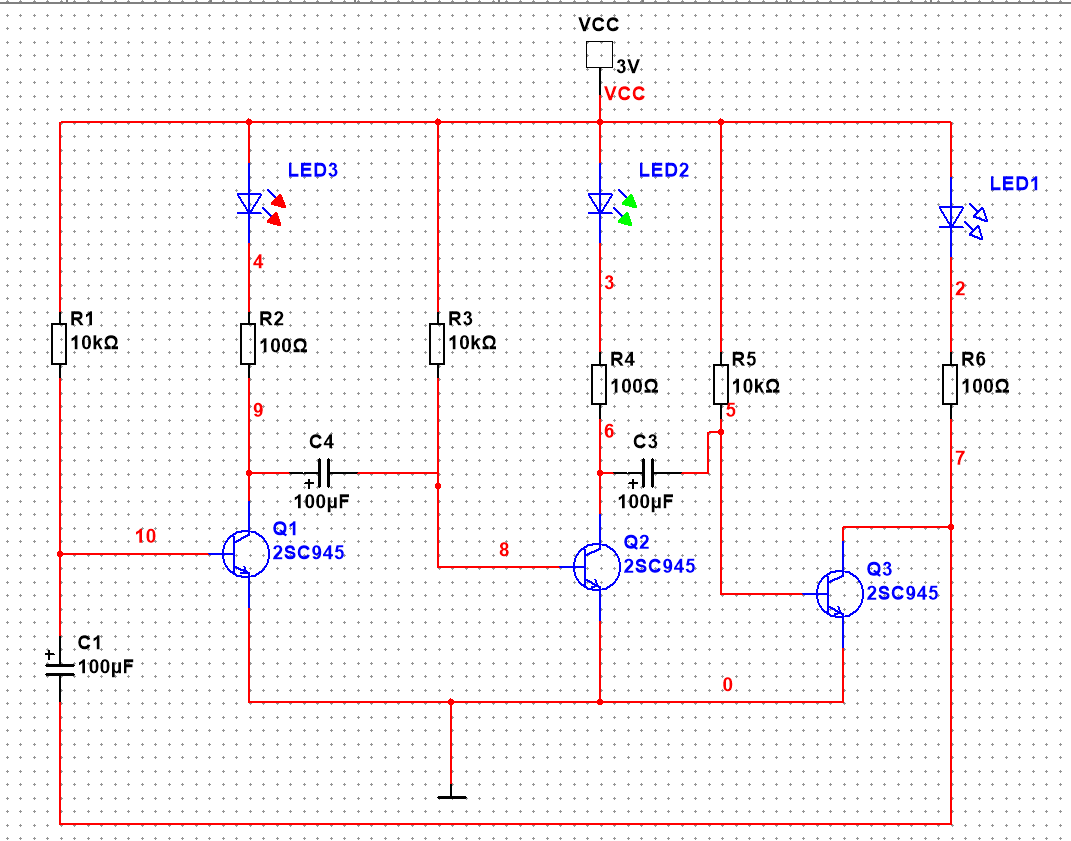 VCC
3V
VCC
LED3
LED2
LED1
4
3
2
R1
10kΩ
R2
100Ω
R3
10kΩ
R4
100Ω
R5
10kΩ
R6
100Ω
9
5
6
7
C4
+
100µF
C3
+
100µF
10
Q1
2SC945
8
Q2
2SC945
Q3
2SC945
C1
+
100µF
0